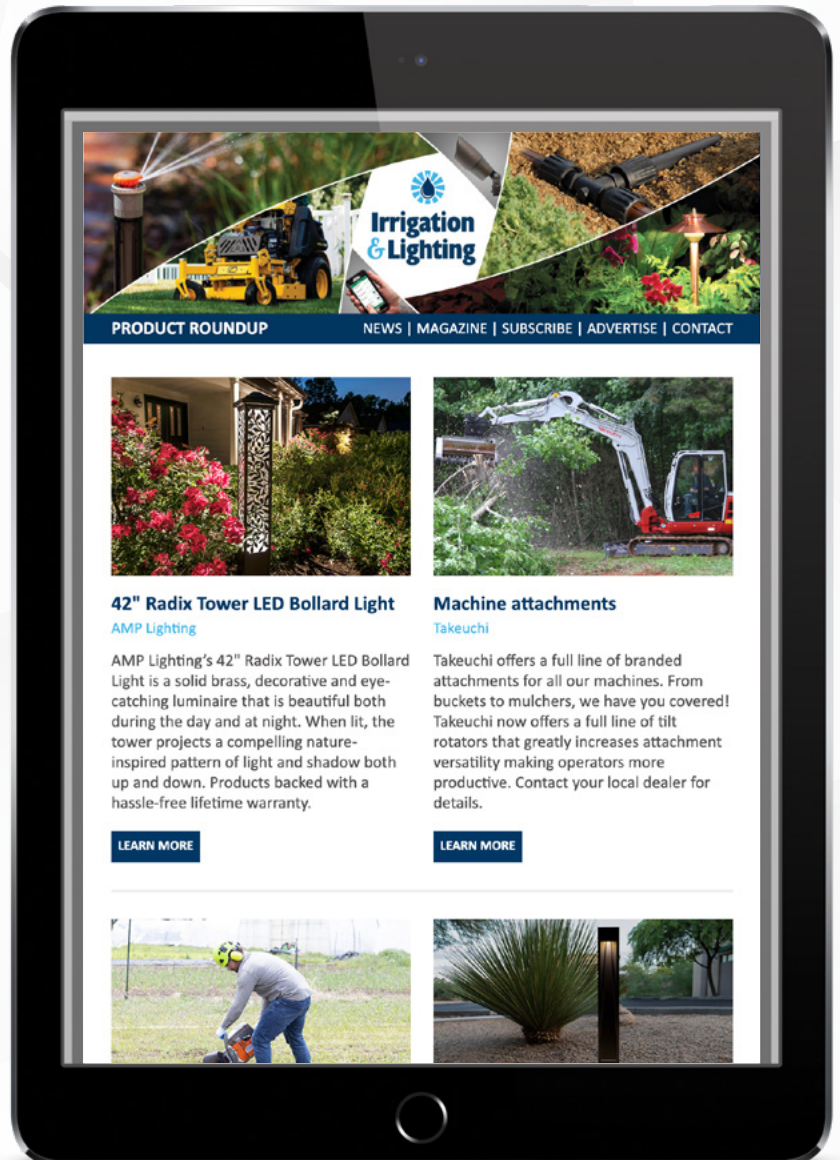 Irrigation
& Lighting
PRODUCT ROUNDUP
NEWS | MAGAZINE | SUBSCRIBE | ADVERTISE | CONTACT
42" Radix Tower LED Bollard Light
AMP Lighting
AMP Lighting's 42" Radix Tower LED Bollard
Light is a solid brass, decorative and eye-
catching luminaire that is beautiful both
during the day and at night. When lit, the
tower projects a compelling nature-
inspired pattern of light and shadow both
up and down. Products backed with a
hassle-free lifetime warranty.
LEARN MORE
Machine attachments
Takeuchi
Takeuchi offers a full line of branded
attachments for all our machines. From
buckets to mulchers, we have you covered!
Takeuchi now offers a full line of tilt
rotators that greatly increases attachment
versatility making operators more
productive. Contact your local dealer for
details.
LEARN MORE